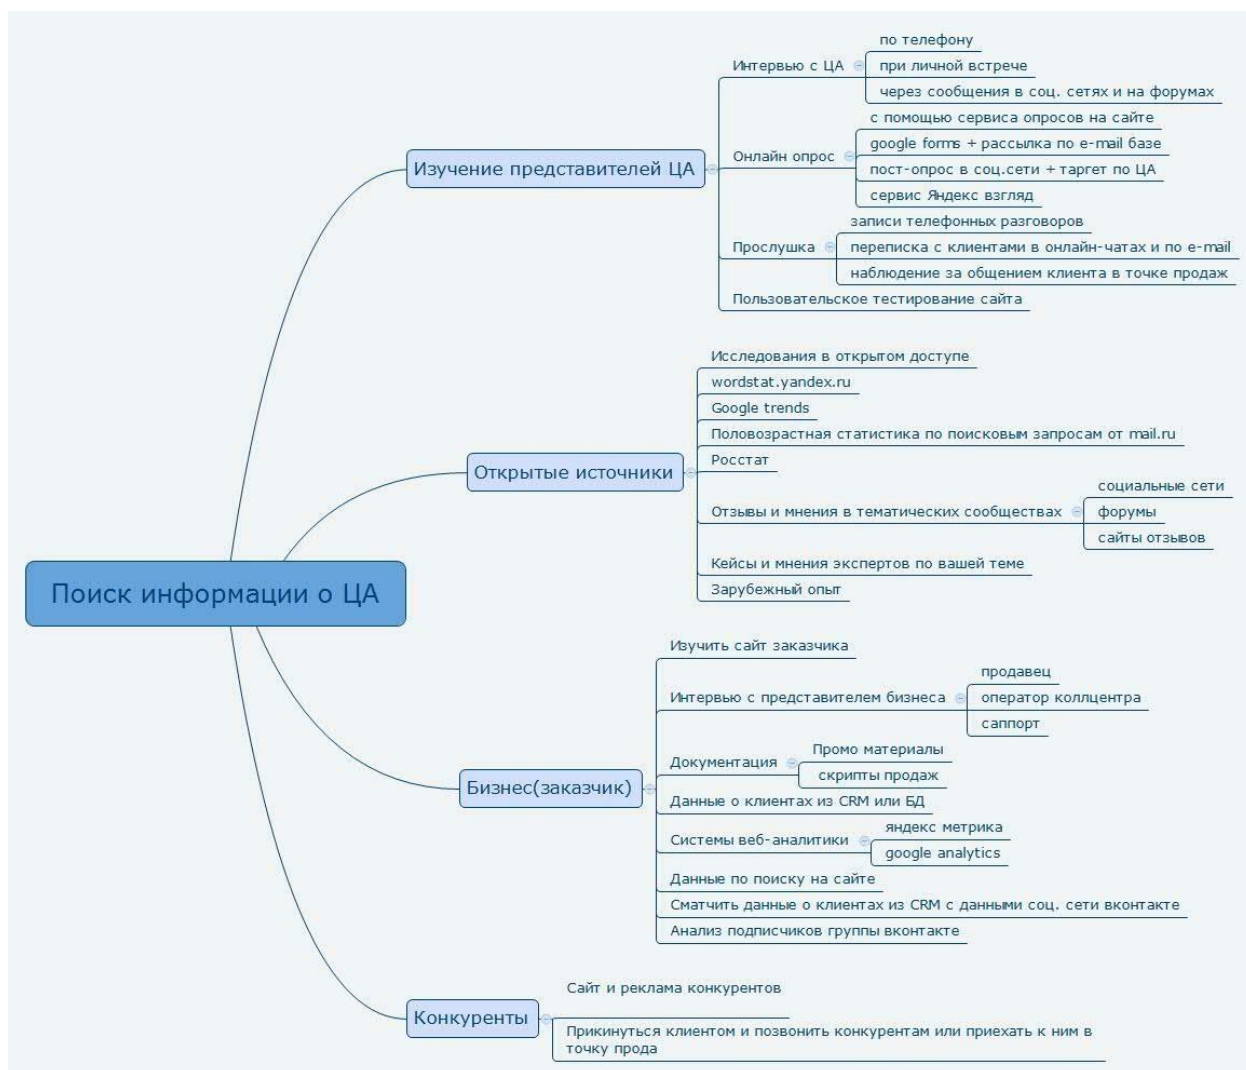 Поиск информации о ЦА
Изучение представителей ЦА
Интервью с ЦА
по телефону
при личной встрече
через сообщения в соц. сетях и на форумах
Онлайн опрос
с помощью сервиса опросов на сайте
google forms + рассылка по e-mail базе
пост-опрос в соц.сети + таргет по ЦА
сервис Яндекс взгляд
Прослушка
записи телефонных разговоров
переписка с клиентами в онлайн-чатах и по e-mail
наблюдение за общением клиента в точке продаж
Пользовательское тестирование сайта
Открытые источники
Исследования в открытом доступе
wordstat.yandex.ru
Google trends
Половозрастная статистика по поисковым запросам от mail.ru
Росстат
Отзывы и мнения в тематических сообществах
социальные сети
форумы
сайты отзывов
Кейсы и мнения экспертов по вашей теме
Зарубежный опыт
Бизнес(заказчик)
Изучить сайт заказчика
Интервью с представителем бизнеса
продавец
оператор коллцентра
саппорт
Документация
Промо материалы
скрипты продаж
Данные о клиентах из CRM или БД
Системы веб-аналитики
яндекс метрика
google analytics
Данные по поиску на сайте
Сматчить данные о клиентах из CRM с данными соц. сети вконтакте
Анализ подписчиков группы вконтакте
Конкуренты
Сайт и реклама конкурентов
Прикинуться клиентом и позвонить конкурентам или приехать к ним в
точку прода